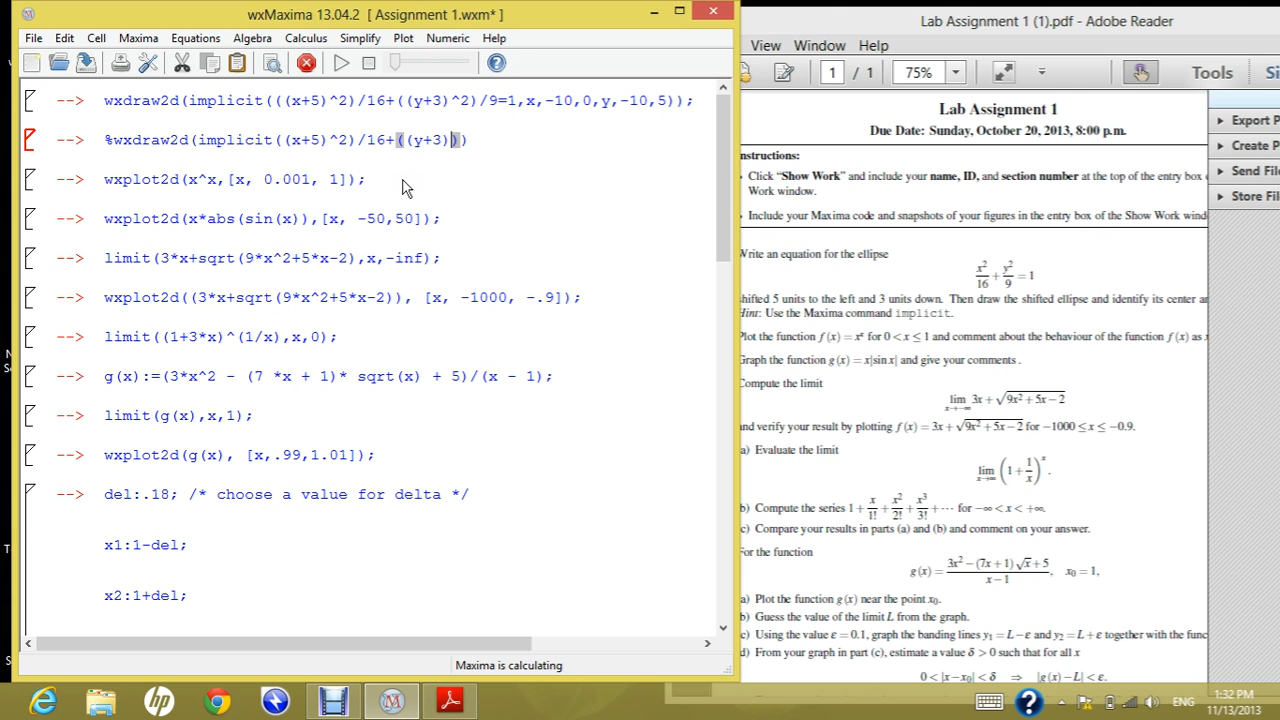 wxMaxima 13.04.2 [ Assignment 1.wxm* ]
File Edit Cell Maxima Equations Algebra Calculus Simplify Plot Numeric Help
--> wxdraw2d(implicit(((x+5)^2)/16+((y+3)^2)/9=1,x,-10,0,y,-10,5));
--> %wxdraw2d(implicit((x+5)^2)/16+((y+3)))
--> wxplot2d(x^x,[x, 0.001, 1]);
--> wxplot2d(x*abs(sin(x)),[x, -50,50]);
--> limit(3*x+sqrt(9*x^2+5*x-2),x,-inf);
--> wxplot2d((3*x+sqrt(9*x^2+5*x-2)), [x, -1000, -.9]);
--> limit((1+3*x)^(1/x),x,0);
--> g(x):=(3*x^2 - (7 *x + 1)* sqrt(x) + 5)/(x - 1);
--> limit(g(x),x,1);
--> wxplot2d(g(x), [x,.99,1.01]);
--> del:.18; /* choose a value for delta */
x1:1-del;
x2:1+del;
Maxima is calculating
Lab Assignment 1 (1).pdf - Adobe Reader
View Window Help
1 / 1 75% Tools Si
Export P
Create P
Send Fil
Store File
Lab Assignment 1
Due Date: Sunday, October 20, 2013, 8:00 p.m.
nstructions:
Click "Show Work" and include your name, ID, and section number at the top of the entry box
Work window.
Include your Maxima code and snapshots of your figures in the entry box of the Show Work wind
Write an equation for the ellipse
x²/16 + y²/9 = 1
shifted 5 units to the left and 3 units down. Then draw the shifted ellipse and identify its center a
Hint: Use the Maxima command implicit.
Plot the function f(x) = xˣ for 0 < x ≤ 1 and comment about the behaviour of the function f(x) as
Graph the function g(x) = x|sin x| and give your comments .
Compute the limit
lim x→−∞ 3x + √(9x² + 5x − 2)
and verify your result by plotting f(x) = 3x + √(9x² + 5x − 2) for −1000 ≤ x ≤ −0.9.
a) Evaluate the limit
lim x→∞ (1 + 1/x)ˣ.
b) Compute the series 1 + x/1! + x²/2! + x³/3! + ⋯ for −∞ < x < +∞.
c) Compare your results in parts (a) and (b) and comment on your answer.
For the function
g(x) = (3x² − (7x + 1)√x + 5)/(x − 1), x₀ = 1,
a) Plot the function g(x) near the point x₀.
b) Guess the value of the limit L from the graph.
c) Using the value ε = 0.1, graph the banding lines y₁ = L − ε and y₂ = L + ε together with the func
d) From your graph in part (c), estimate a value δ > 0 such that for all x
0 < |x − x₀| < δ ⇒ |g(x) − L| < ε.
ENG
1:32 PM
11/13/2013